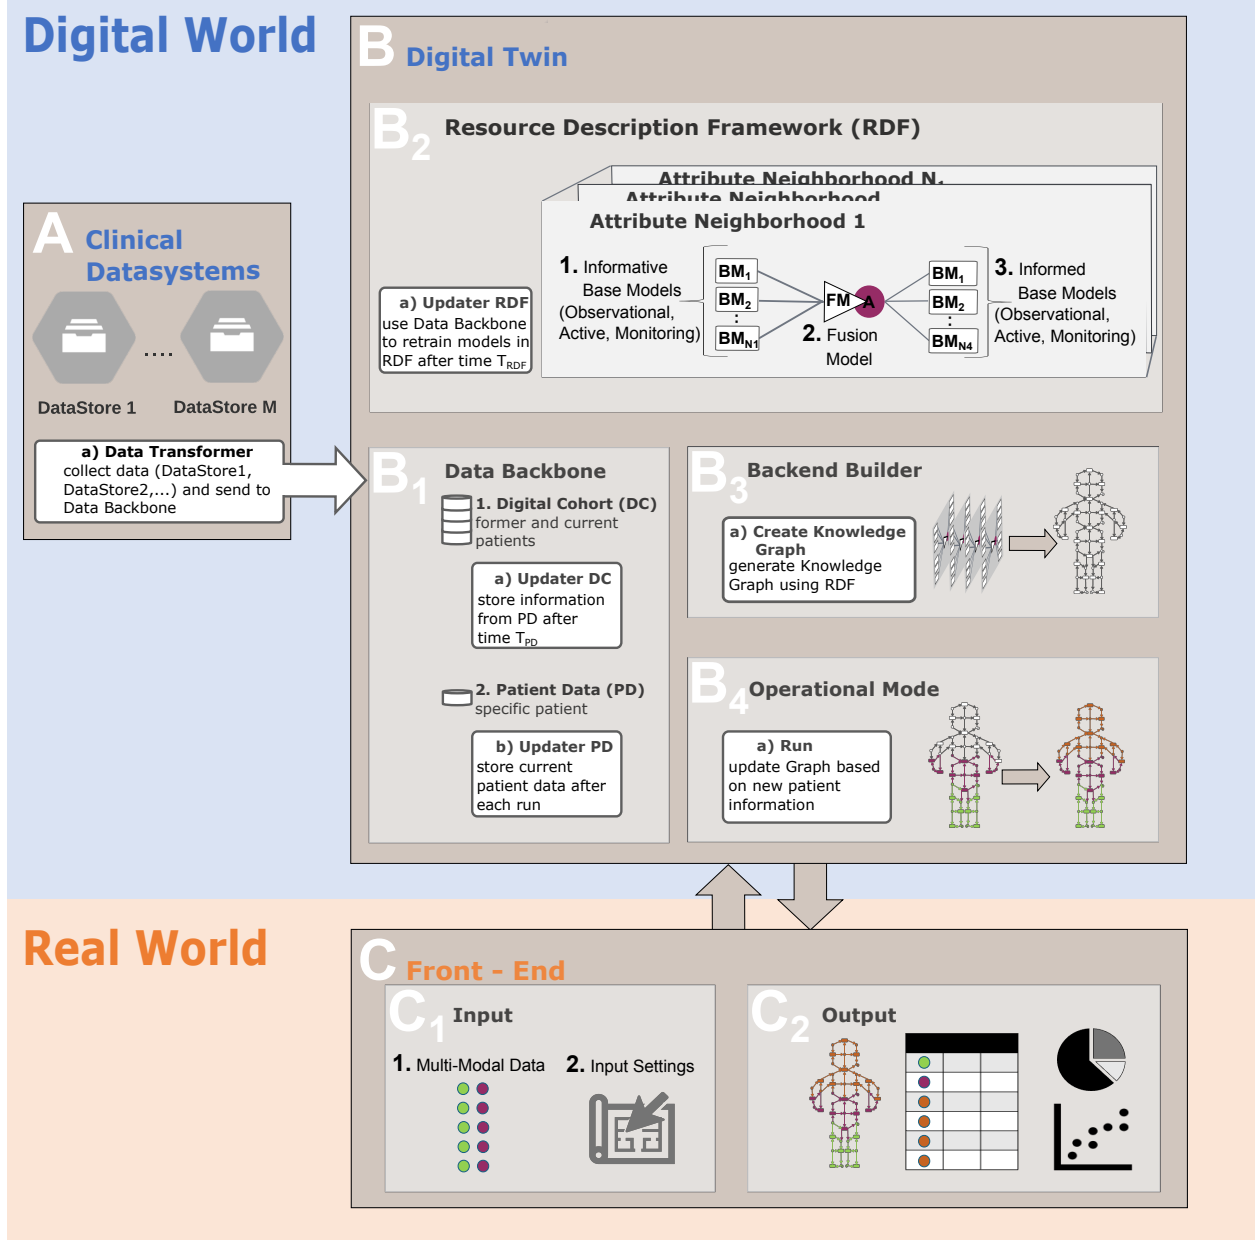 Digital World
B Digital Twin
B2 Resource Description Framework (RDF)
Attribute Neighborhood N
Attribute Neighborhood
Attribute Neighborhood 1
1. Informative
Base Models
(Observational,
Active, Monitoring)
BM1
BM2
:
BMN1
FM
A
2. Fusion
Model
BM1
BM2
:
BMN4
3. Informed
Base Models
(Observational,
Active, Monitoring)
a) Updater RDF
use Data Backbone
to retrain models in
RDF after time TRDF
A Clinical
Datasystems
....
DataStore 1
DataStore M
a) Data Transformer
collect data (DataStore1,
DataStore2,...) and send to
Data Backbone
B1 Data Backbone
1. Digital Cohort (DC)
former and current
patients
a) Updater DC
store information
from PD after
time TPD
2. Patient Data (PD)
specific patient
b) Updater PD
store current
patient data after
each run
B3 Backend Builder
a) Create Knowledge
Graph
generate Knowledge
Graph using RDF
B4 Operational Mode
a) Run
update Graph based
on new patient
information
Real World
C Front - End
C1 Input
1. Multi-Modal Data
2. Input Settings
C2 Output